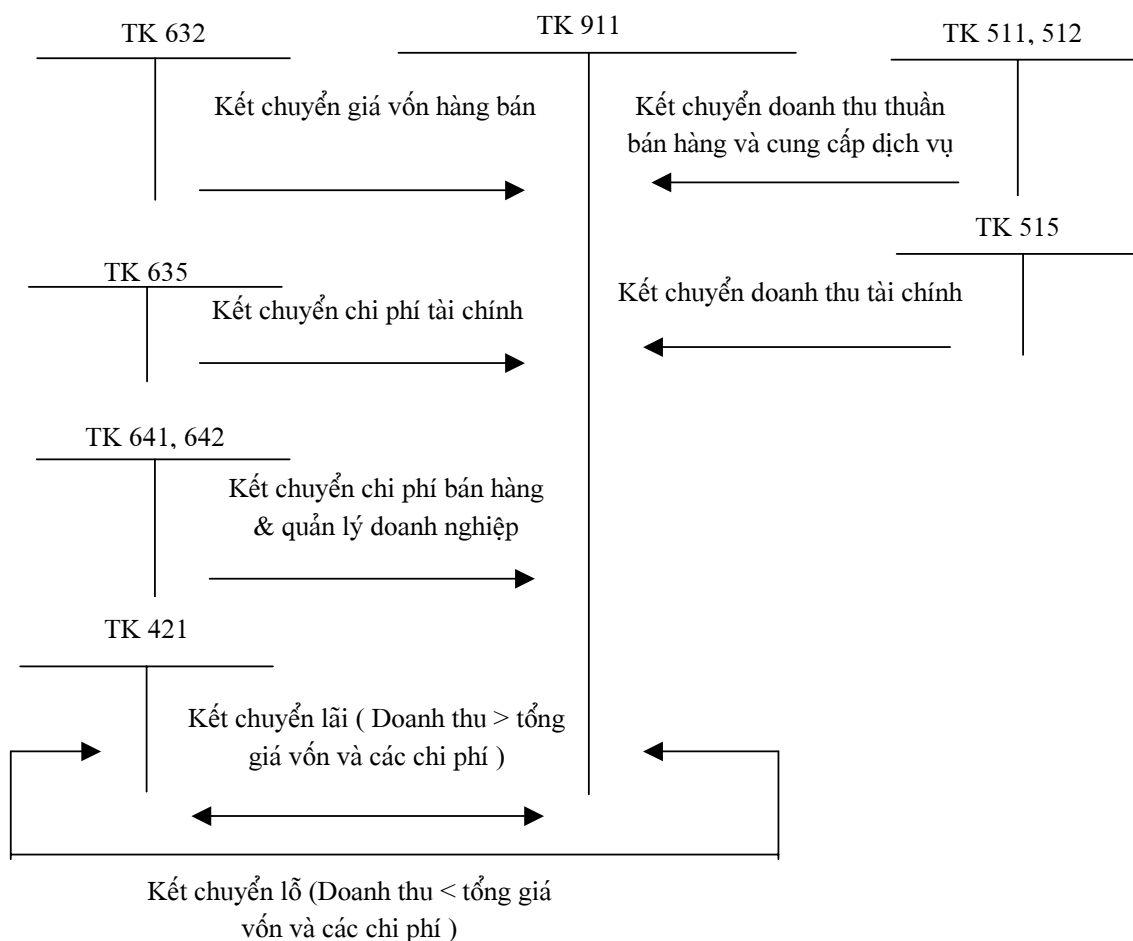 TK 632
TK 911
TK 511, 512
Kết chuyển giá vốn hàng bán
Kết chuyển doanh thu thuần
bán hàng và cung cấp dịch vụ
TK 515
TK 635
Kết chuyển chi phí tài chính
Kết chuyển doanh thu tài chính
TK 641, 642
Kết chuyển chi phí bán hàng
& quản lý doanh nghiệp
TK 421
Kết chuyển lãi ( Doanh thu > tổng
giá vốn và các chi phí )
Kết chuyển lỗ (Doanh thu < tổng giá
vốn và các chi phí )